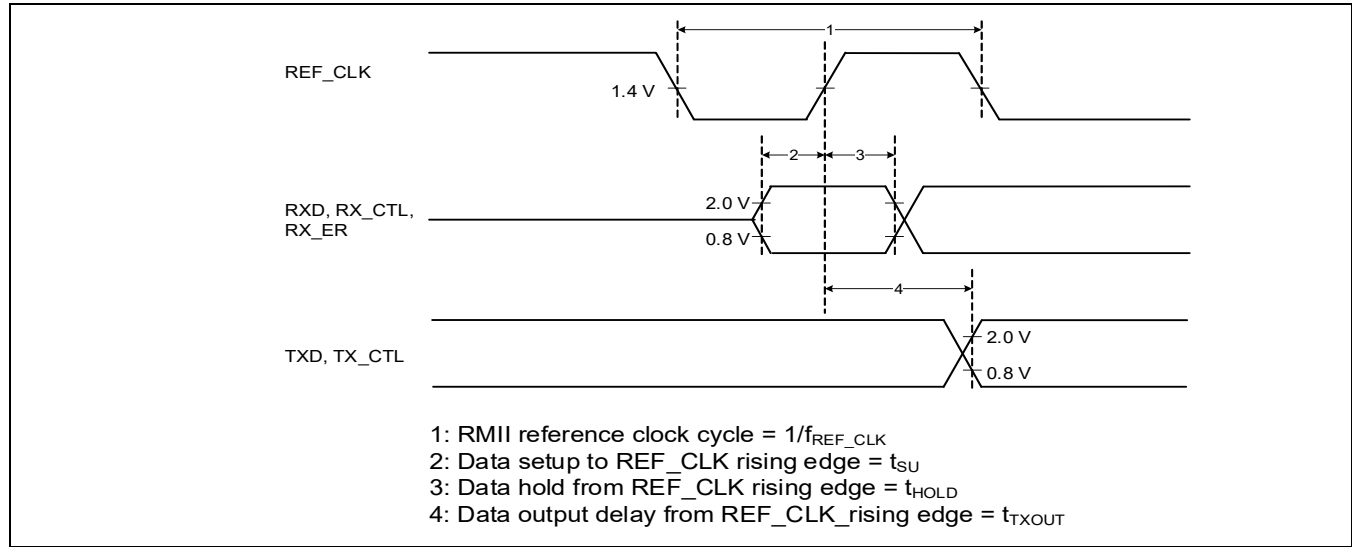 1
REF_CLK
1.4 V
2
3
RXD, RX_CTL,
RX_ER
2.0 V
0.8 V
4
TXD, TX_CTL
2.0 V
0.8 V
1: RMII reference clock cycle = 1/fREF_CLK
2: Data setup to REF_CLK rising edge = tSU
3: Data hold from REF_CLK rising edge = tHOLD
4: Data output delay from REF_CLK_rising edge = tTXOUT